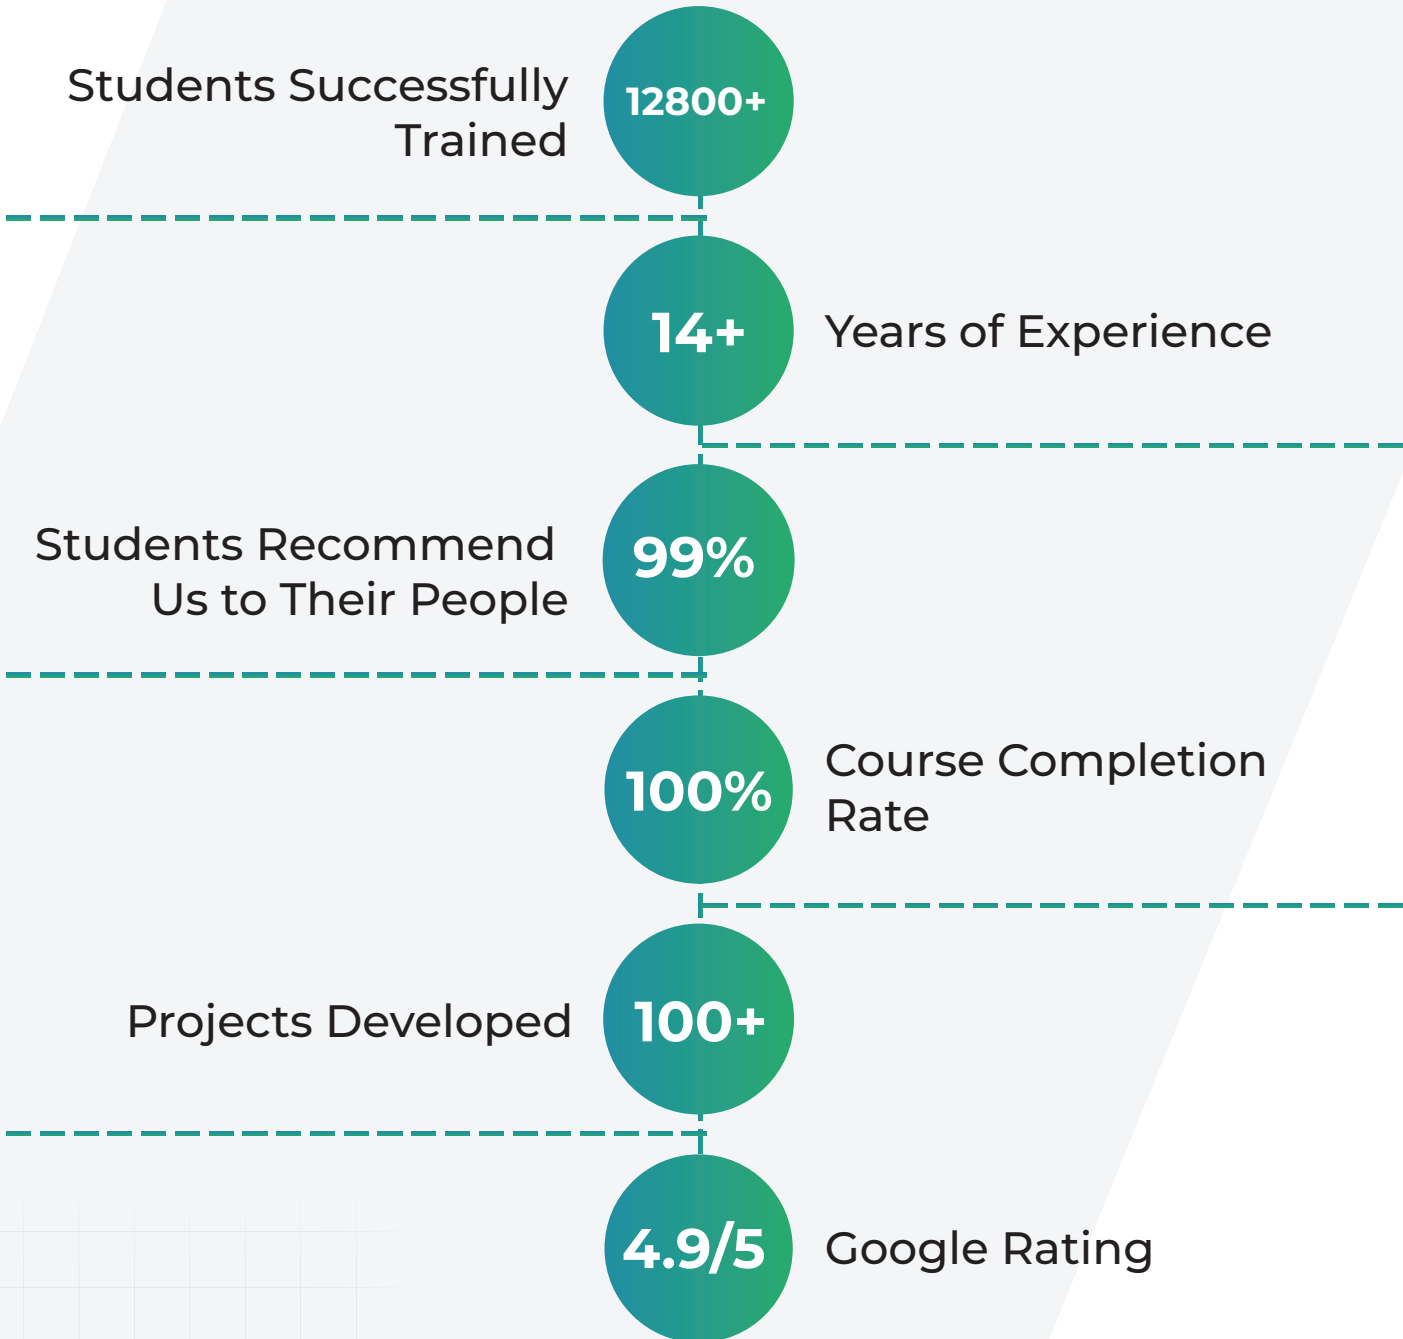 Students Successfully
Trained
12800+
14+
Years of Experience
Students Recommend
Us to Their People
99%
100%
Course Completion
Rate
Projects Developed
100+
4.9/5
Google Rating